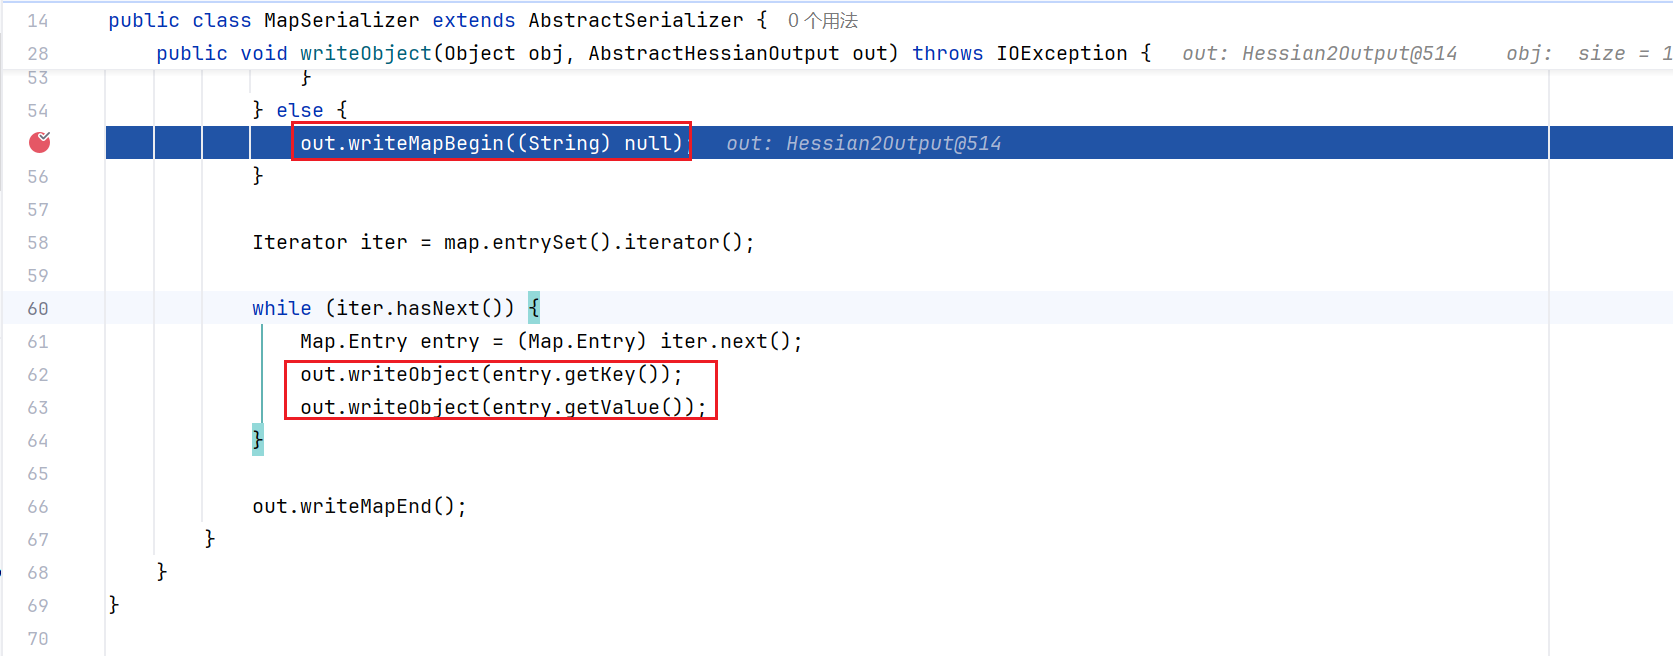 14 public class MapSerializer extends AbstractSerializer { 0 个用法
28 public void writeObject(Object obj, AbstractHessianOutput out) throws IOException { out: Hessian2Output@514 obj: size = 1
53 }
54 } else {
out.writeMapBegin((String) null); out: Hessian2Output@514
56 }
57
58 Iterator iter = map.entrySet().iterator();
59
60 while (iter.hasNext()) {
61 Map.Entry entry = (Map.Entry) iter.next();
62 out.writeObject(entry.getKey());
63 out.writeObject(entry.getValue());
64 }
65
66 out.writeMapEnd();
67 }
68 }
69 }
70